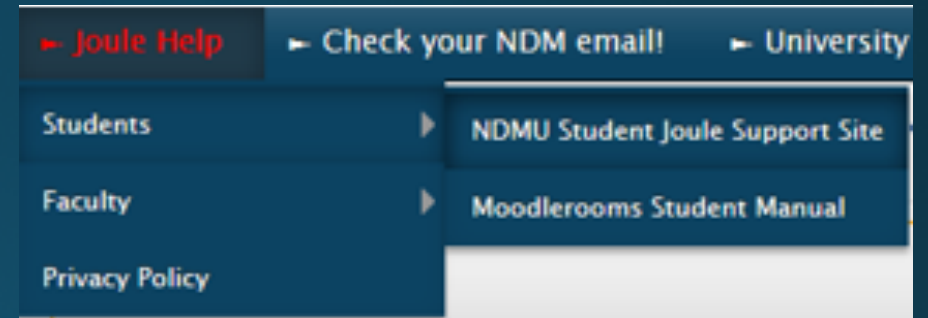 ► Joule Help ► Check your NDM email! ► University
Students
NDMU Student Joule Support Site
Faculty
Moodlerooms Student Manual
Privacy Policy